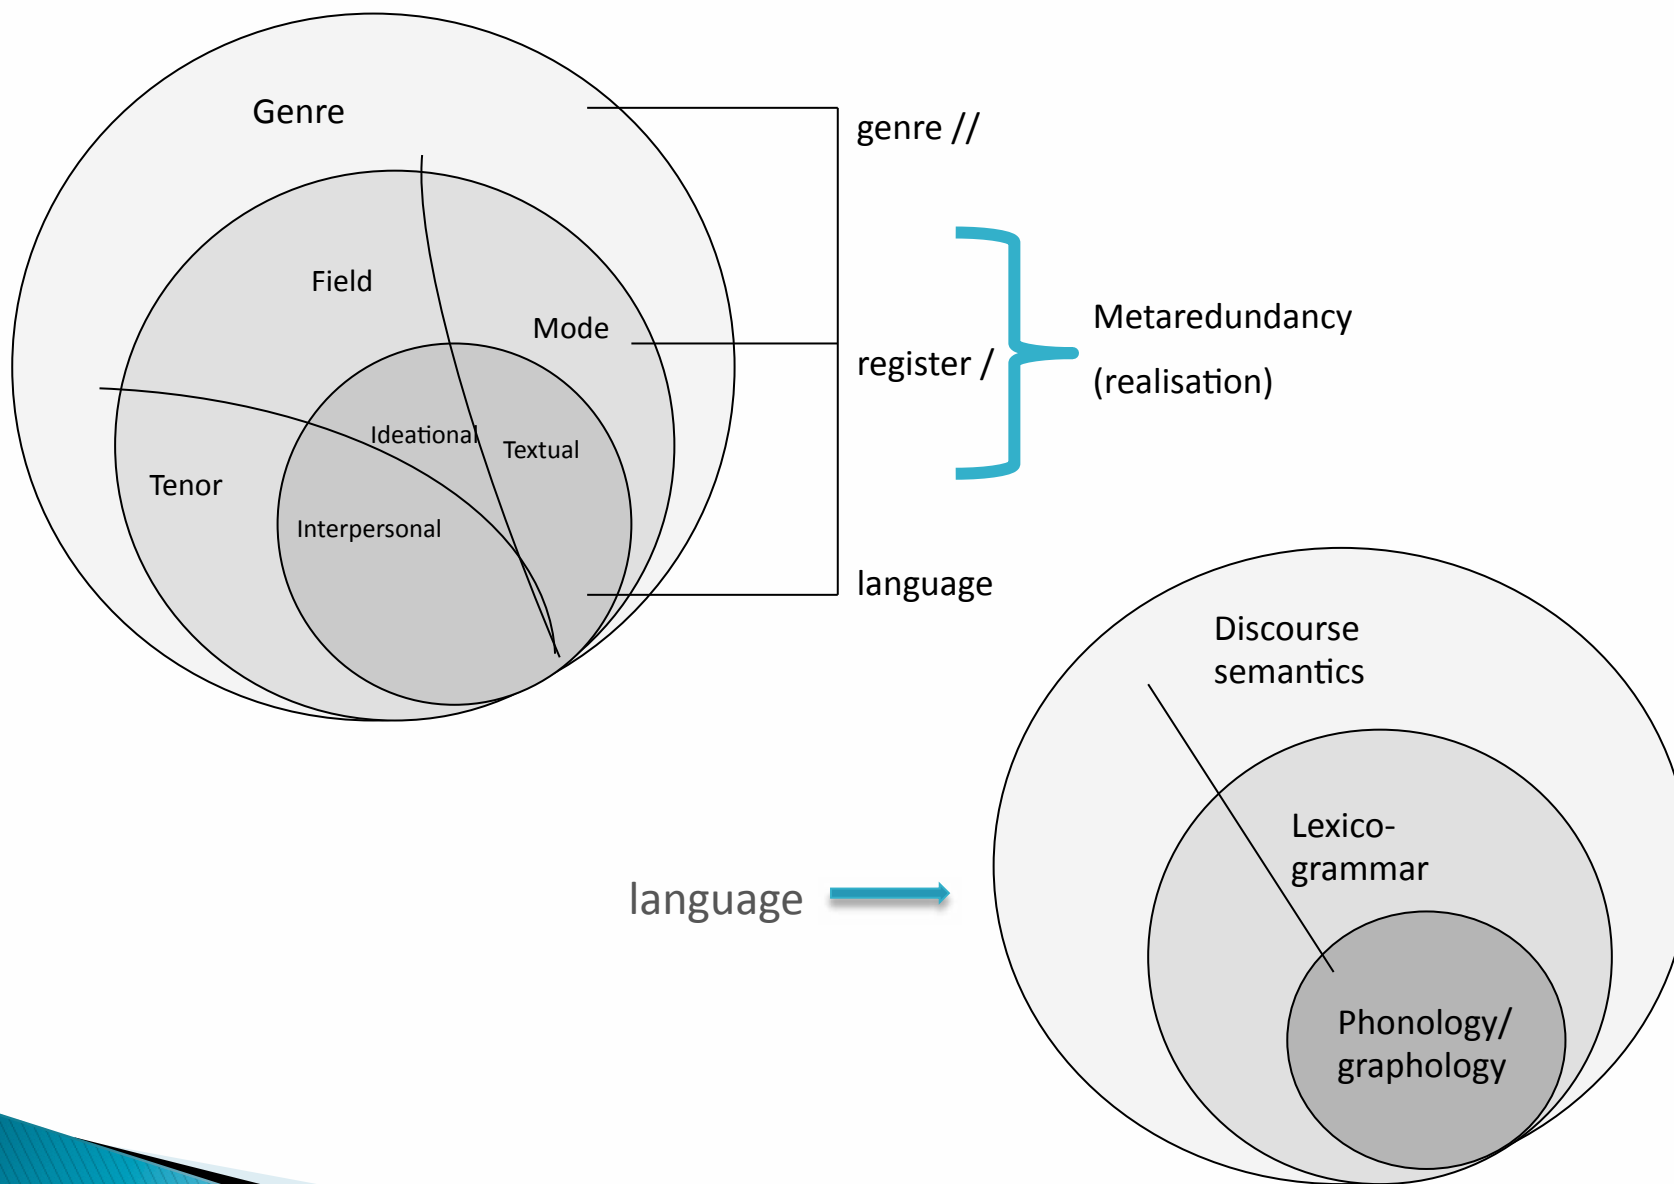 Genre
Field
Mode
Ideational
Textual
Tenor
Interpersonal
genre //
register /
language
Metaredundancy
(realisation)
language
Discourse
semantics
Lexico-
grammar
Phonology/
graphology